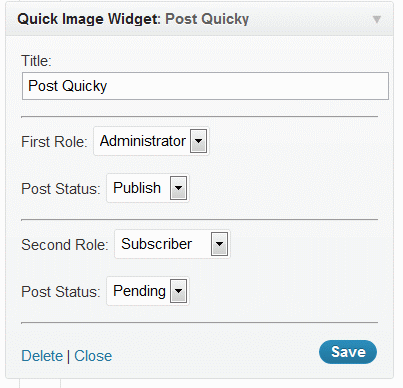 Quick Image Widget: Post Quicky
Title:
Post Quicky
First Role: Administrator
Post Status: Publish
Second Role: Subscriber
Post Status: Pending
Delete | Close Save